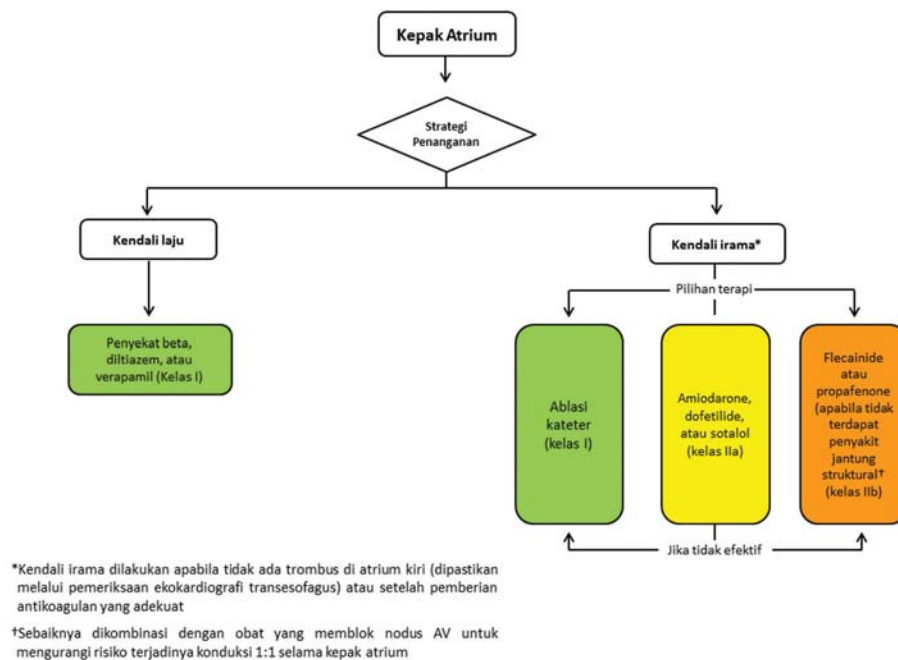 Kepak Atrium
Strategi
Penanganan
Kendali laju
Kendali irama*
Pilihan terapi
Penyekat beta,
diltiazem, atau
verapamil (Kelas I)
Ablasi
kateter
(kelas I)
Amiodarone,
dofetilide,
atau sotalol
(kelas IIa)
Flecainide
atau
propafenone
(apabila tidak
terdapat
penyakit
jantung
struktural†
(kelas IIb)
Jika tidak efektif
*Kendali irama dilakukan apabila tidak ada trombus di atrium kiri (dipastikan
melalui pemeriksaan ekokardiografi transesofagus) atau setelah pemberian
antikoagulan yang adekuat
†Sebaiknya dikombinasi dengan obat yang memblok nodus AV untuk
mengurangi risiko terjadinya konduksi 1:1 selama kepak atrium